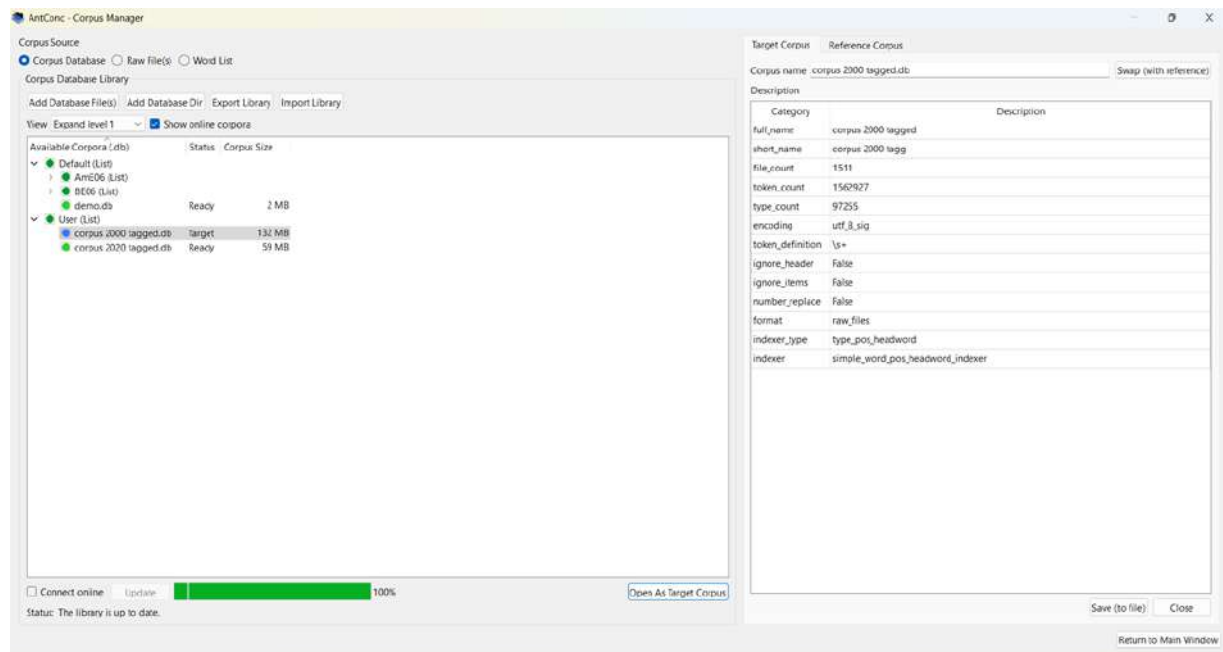 AntConc - Corpus Manager
Corpus Source
Corpus Database Raw File(s) Word List
Corpus Database Library
Add Database File(s) Add Database Dir Export Library Import Library
View Expand level 1 Show online corpora
Available Corpora (.db) Status Corpus Size
Default (List)
AmE06 (List)
BE06 (List)
demo.db Ready 2 MB
User (List)
corpus 2000 tagged.db Target 132 MB
corpus 2020 tagged.db Ready 59 MB
Connect online Update 100% Open As Target Corpus
Status: The library is up to date.
Target Corpus Reference Corpus
Corpus name corpus 2000 tagged.db Swap (with reference)
Description
Category Description
full_name corpus 2000 tagged
short_name corpus 2000 tagg
file_count 1511
token_count 1562927
type_count 97255
encoding utf_8_sig
token_definition \s+
ignore_header False
ignore_items False
number_replace False
format raw_files
indexer_type type_pos_headword
indexer simple_word_pos_headword_indexer
Save (to file) Close
Return to Main Window